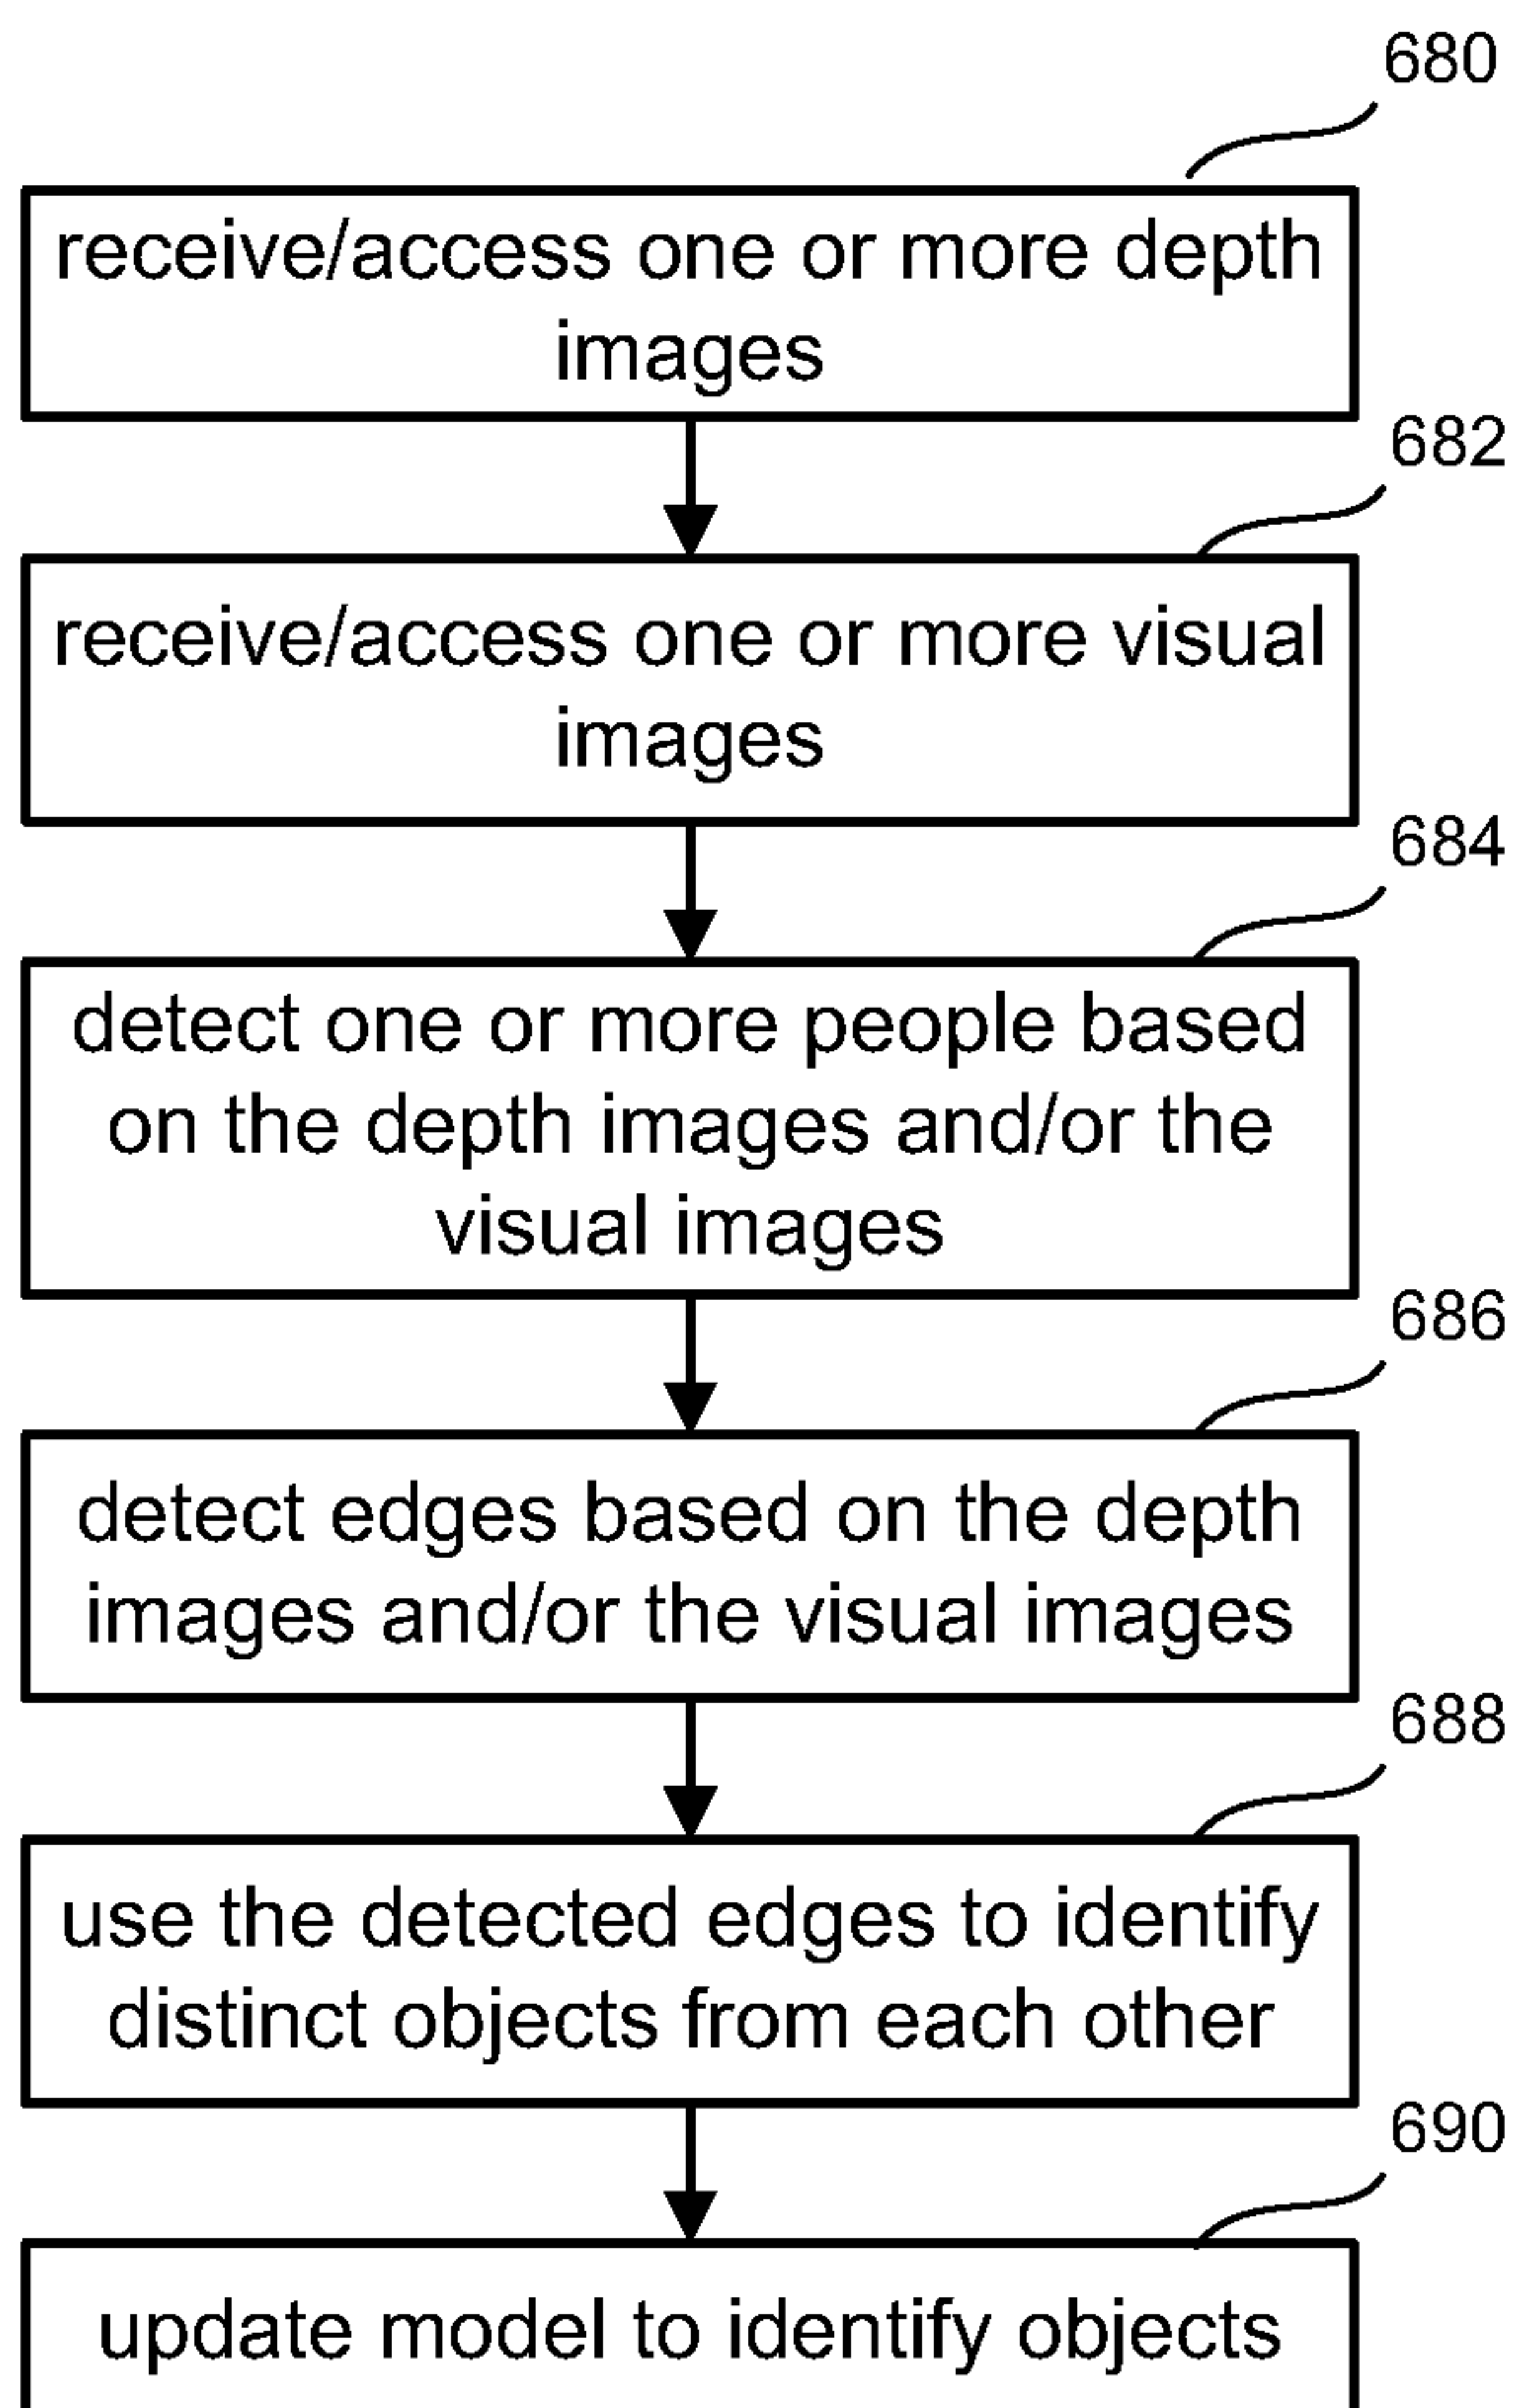 680
receive/access one or more depth
images
682
receive/access one or more visual
images
684
detect one or more people based
on the depth images and/or the
visual images
686
detect edges based on the depth
images and/or the visual images
688
use the detected edges to identify
distinct objects from each other
690
update model to identify objects